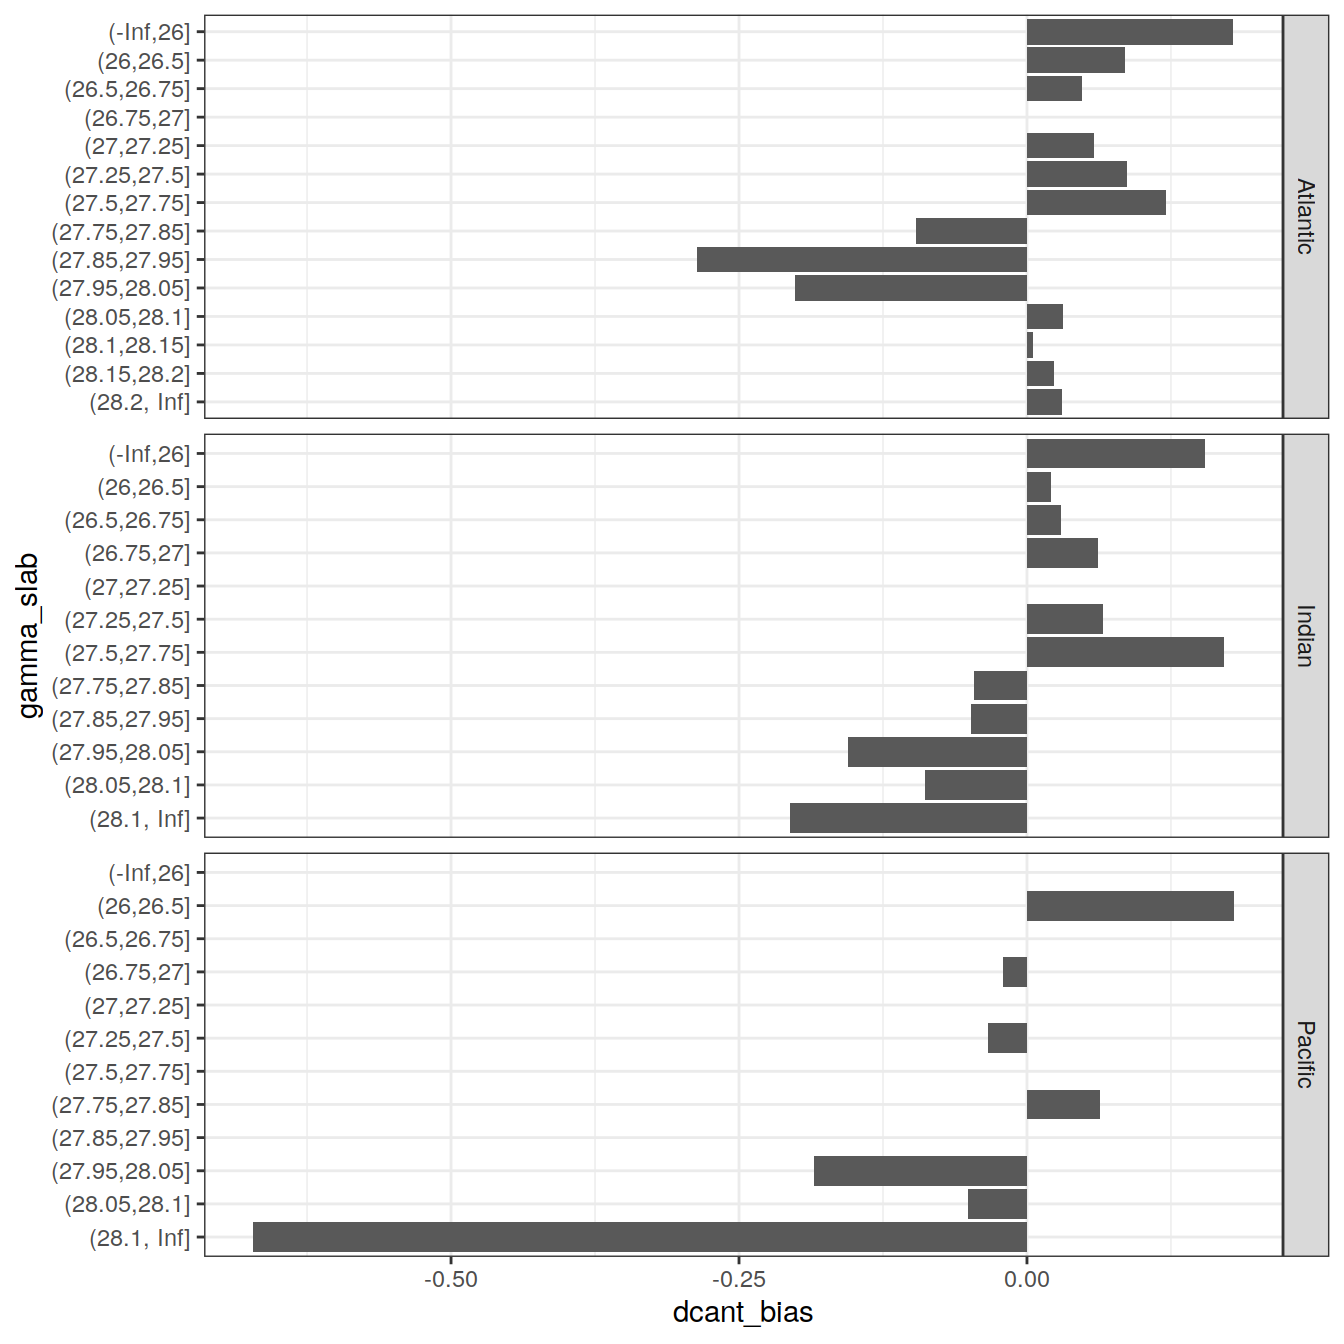 (-Inf,26]
(26,26.5]
(26.5,26.75]
(26.75,27]
(27,27.25]
(27.25,27.5]
(27.5,27.75]
(27.75,27.85]
(27.85,27.95]
(27.95,28.05]
(28.05,28.1]
(28.1,28.15]
(28.15,28.2]
(28.2, Inf]
Atlantic
(-Inf,26]
(26,26.5]
(26.5,26.75]
(26.75,27]
(27,27.25]
(27.25,27.5]
(27.5,27.75]
(27.75,27.85]
(27.85,27.95]
(27.95,28.05]
(28.05,28.1]
(28.1, Inf]
Indian
gamma_slab
(-Inf,26]
(26,26.5]
(26.5,26.75]
(26.75,27]
(27,27.25]
(27.25,27.5]
(27.5,27.75]
(27.75,27.85]
(27.85,27.95]
(27.95,28.05]
(28.05,28.1]
(28.1, Inf]
Pacific
-0.50 -0.25 0.00
dcant_bias